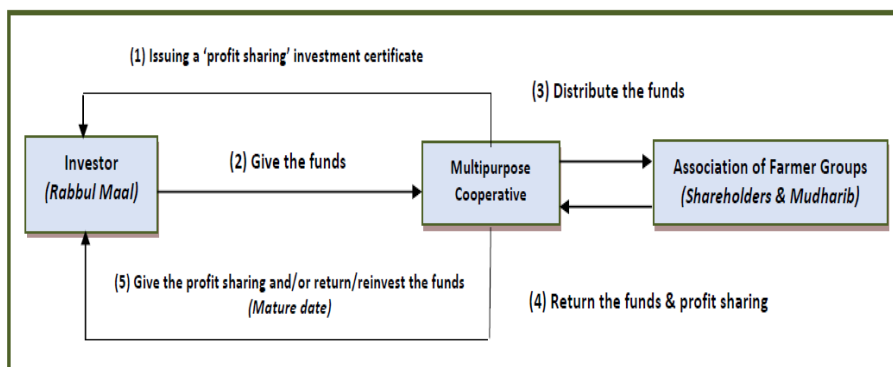 (1) Issuing a ‘profit sharing’ investment certificate
(3) Distribute the funds
Investor
(Rabbul Maal)
(2) Give the funds
Multipurpose
Cooperative
Association of Farmer Groups
(Shareholders & Mudharib)
(5) Give the profit sharing and/or return/reinvest the funds
(Mature date)
(4) Return the funds & profit sharing